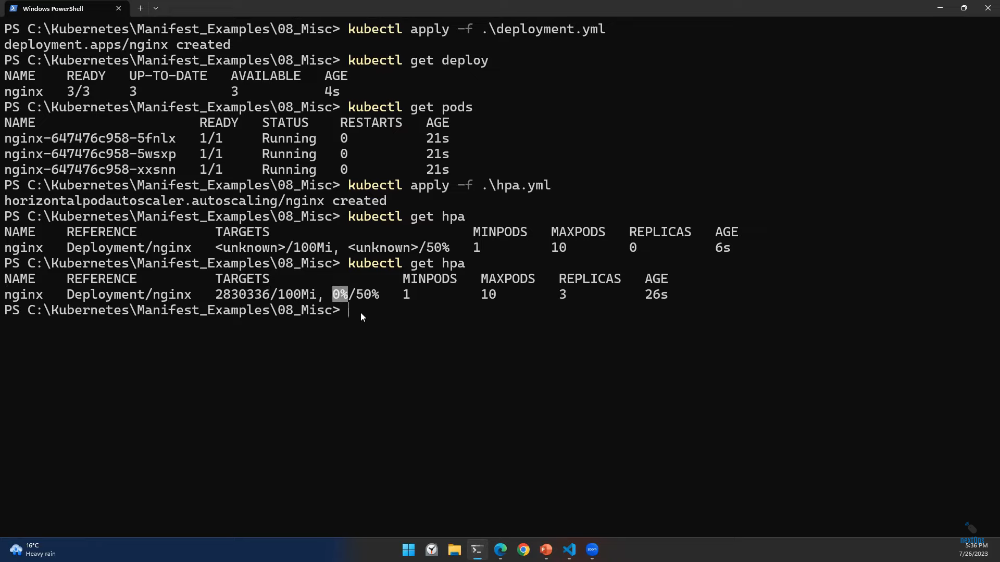 Windows PowerShell
PS C:\Kubernetes\Manifest_Examples\08_Misc> kubectl apply -f .\deployment.yml
deployment.apps/nginx created
PS C:\Kubernetes\Manifest_Examples\08_Misc> kubectl get deploy
NAME READY UP-TO-DATE AVAILABLE AGE
nginx 3/3 3 3 4s
PS C:\Kubernetes\Manifest_Examples\08_Misc> kubectl get pods
NAME READY STATUS RESTARTS AGE
nginx-647476c958-5fnlx 1/1 Running 0 21s
nginx-647476c958-5wsxp 1/1 Running 0 21s
nginx-647476c958-xxsnn 1/1 Running 0 21s
PS C:\Kubernetes\Manifest_Examples\08_Misc> kubectl apply -f .\hpa.yml
horizontalpodautoscaler.autoscaling/nginx created
PS C:\Kubernetes\Manifest_Examples\08_Misc> kubectl get hpa
NAME REFERENCE TARGETS MINPODS MAXPODS REPLICAS AGE
nginx Deployment/nginx <unknown>/100Mi, <unknown>/50% 1 10 0 6s
PS C:\Kubernetes\Manifest_Examples\08_Misc> kubectl get hpa
NAME REFERENCE TARGETS MINPODS MAXPODS REPLICAS AGE
nginx Deployment/nginx 2830336/100Mi, 0%/50% 1 10 3 26s
PS C:\Kubernetes\Manifest_Examples\08_Misc>
nextOps
16°C
Heavy rain
zoom
5:36 PM
7/26/2023